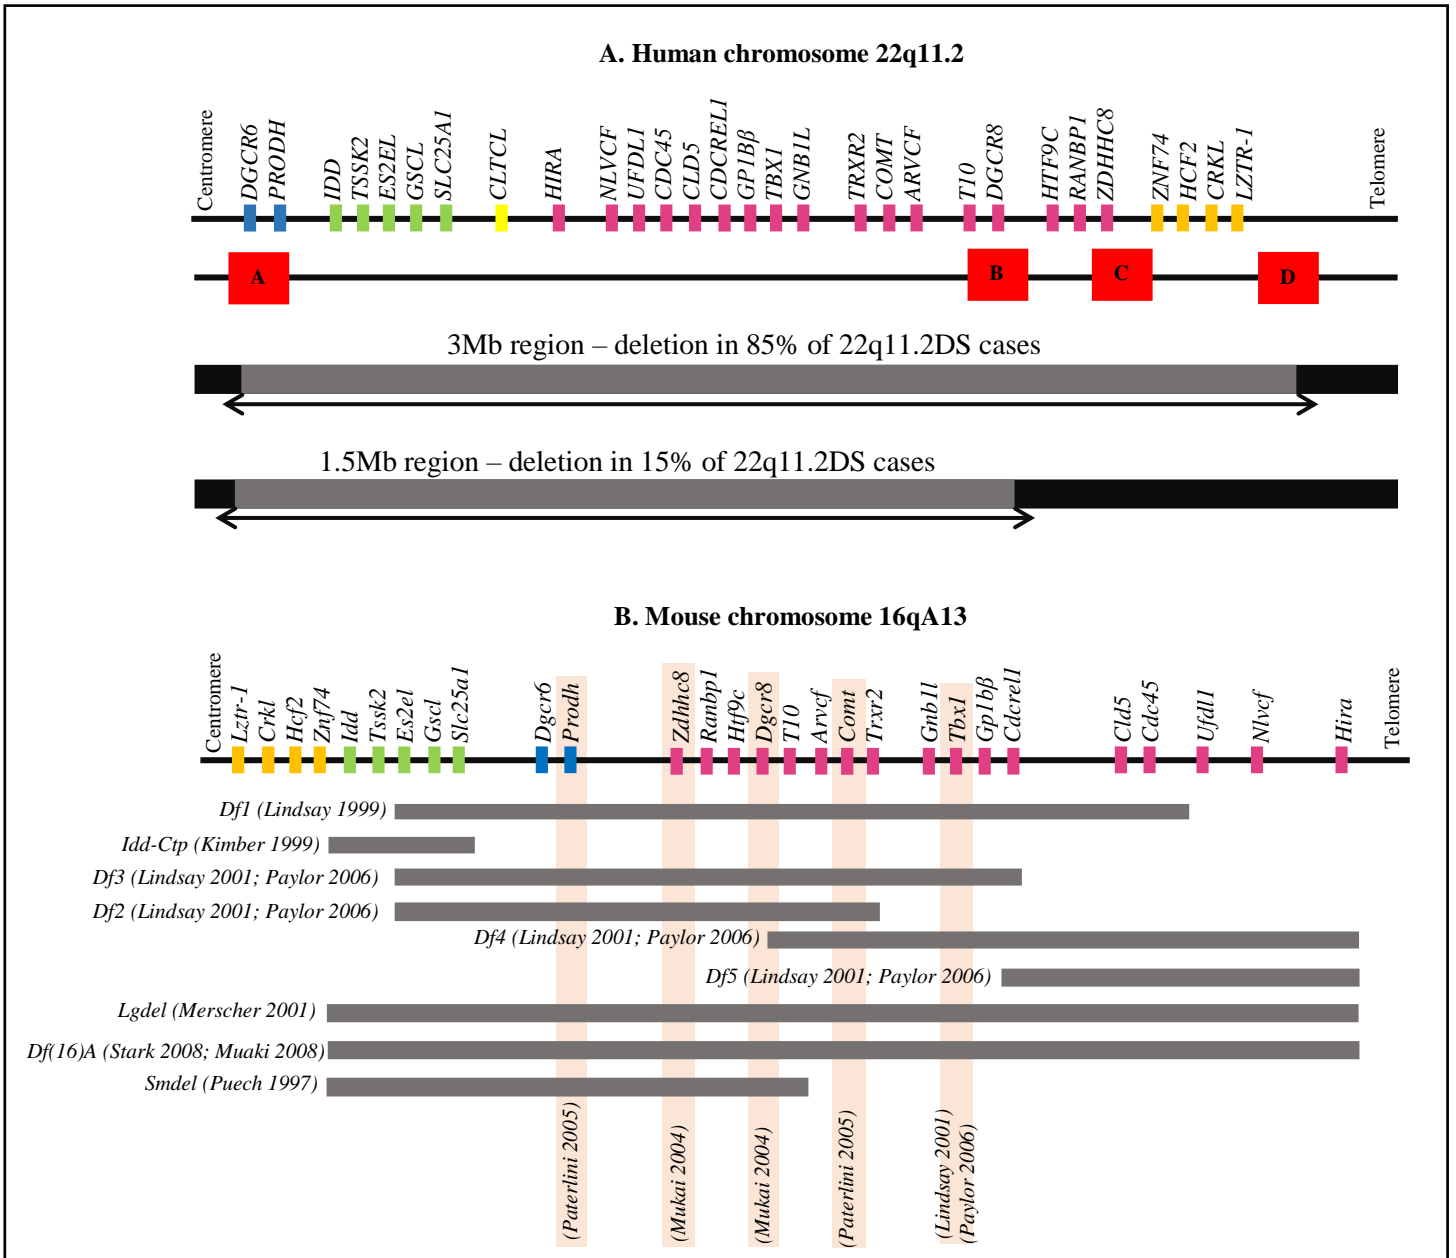 A. Human chromosome 22q11.2
Centromere
DGCR6
PRODH
IDD
TSSK2
ES2EL
GSCL
SLC25A1
CLTCL
HIRA
NLVCF
UFDL1
CDC45
CLD5
CDCREL1
GP1Bβ
TBX1
GNB1L
TRXR2
COMT
ARVCF
T10
DGCR8
HTF9C
RANBP1
ZDHHC8
ZNF74
HCF2
CRKL
LZTR-1
Telomere
A
B
C
D
3Mb region – deletion in 85% of 22q11.2DS cases
1.5Mb region – deletion in 15% of 22q11.2DS cases
B. Mouse chromosome 16qA13
Centromere
Lztr-1
Crkl
Hcf2
Znf74
Idd
Tssk2
Es2el
Gscl
Slc25a1
Dgcr6
Prodh
Zdhhc8
Ranbp1
Htf9c
Dgcr8
T10
Arvcf
Comt
Trxr2
Gnb1l
Tbx1
Gp1bβ
Cdcrel1
Cld5
Cdc45
Ufdl1
Nlvcf
Hira
Telomere
Df1 (Lindsay 1999)
Idd-Ctp (Kimber 1999)
Df3 (Lindsay 2001; Paylor 2006)
Df2 (Lindsay 2001; Paylor 2006)
Df4 (Lindsay 2001; Paylor 2006)
Df5 (Lindsay 2001; Paylor 2006)
Lgdel (Merscher 2001)
Df(16)A (Stark 2008; Muaki 2008)
Smdel (Puech 1997)
(Paterlini 2005)
(Mukai 2004)
(Mukai 2004)
(Paterlini 2005)
(Lindsay 2001)
(Paylor 2006)